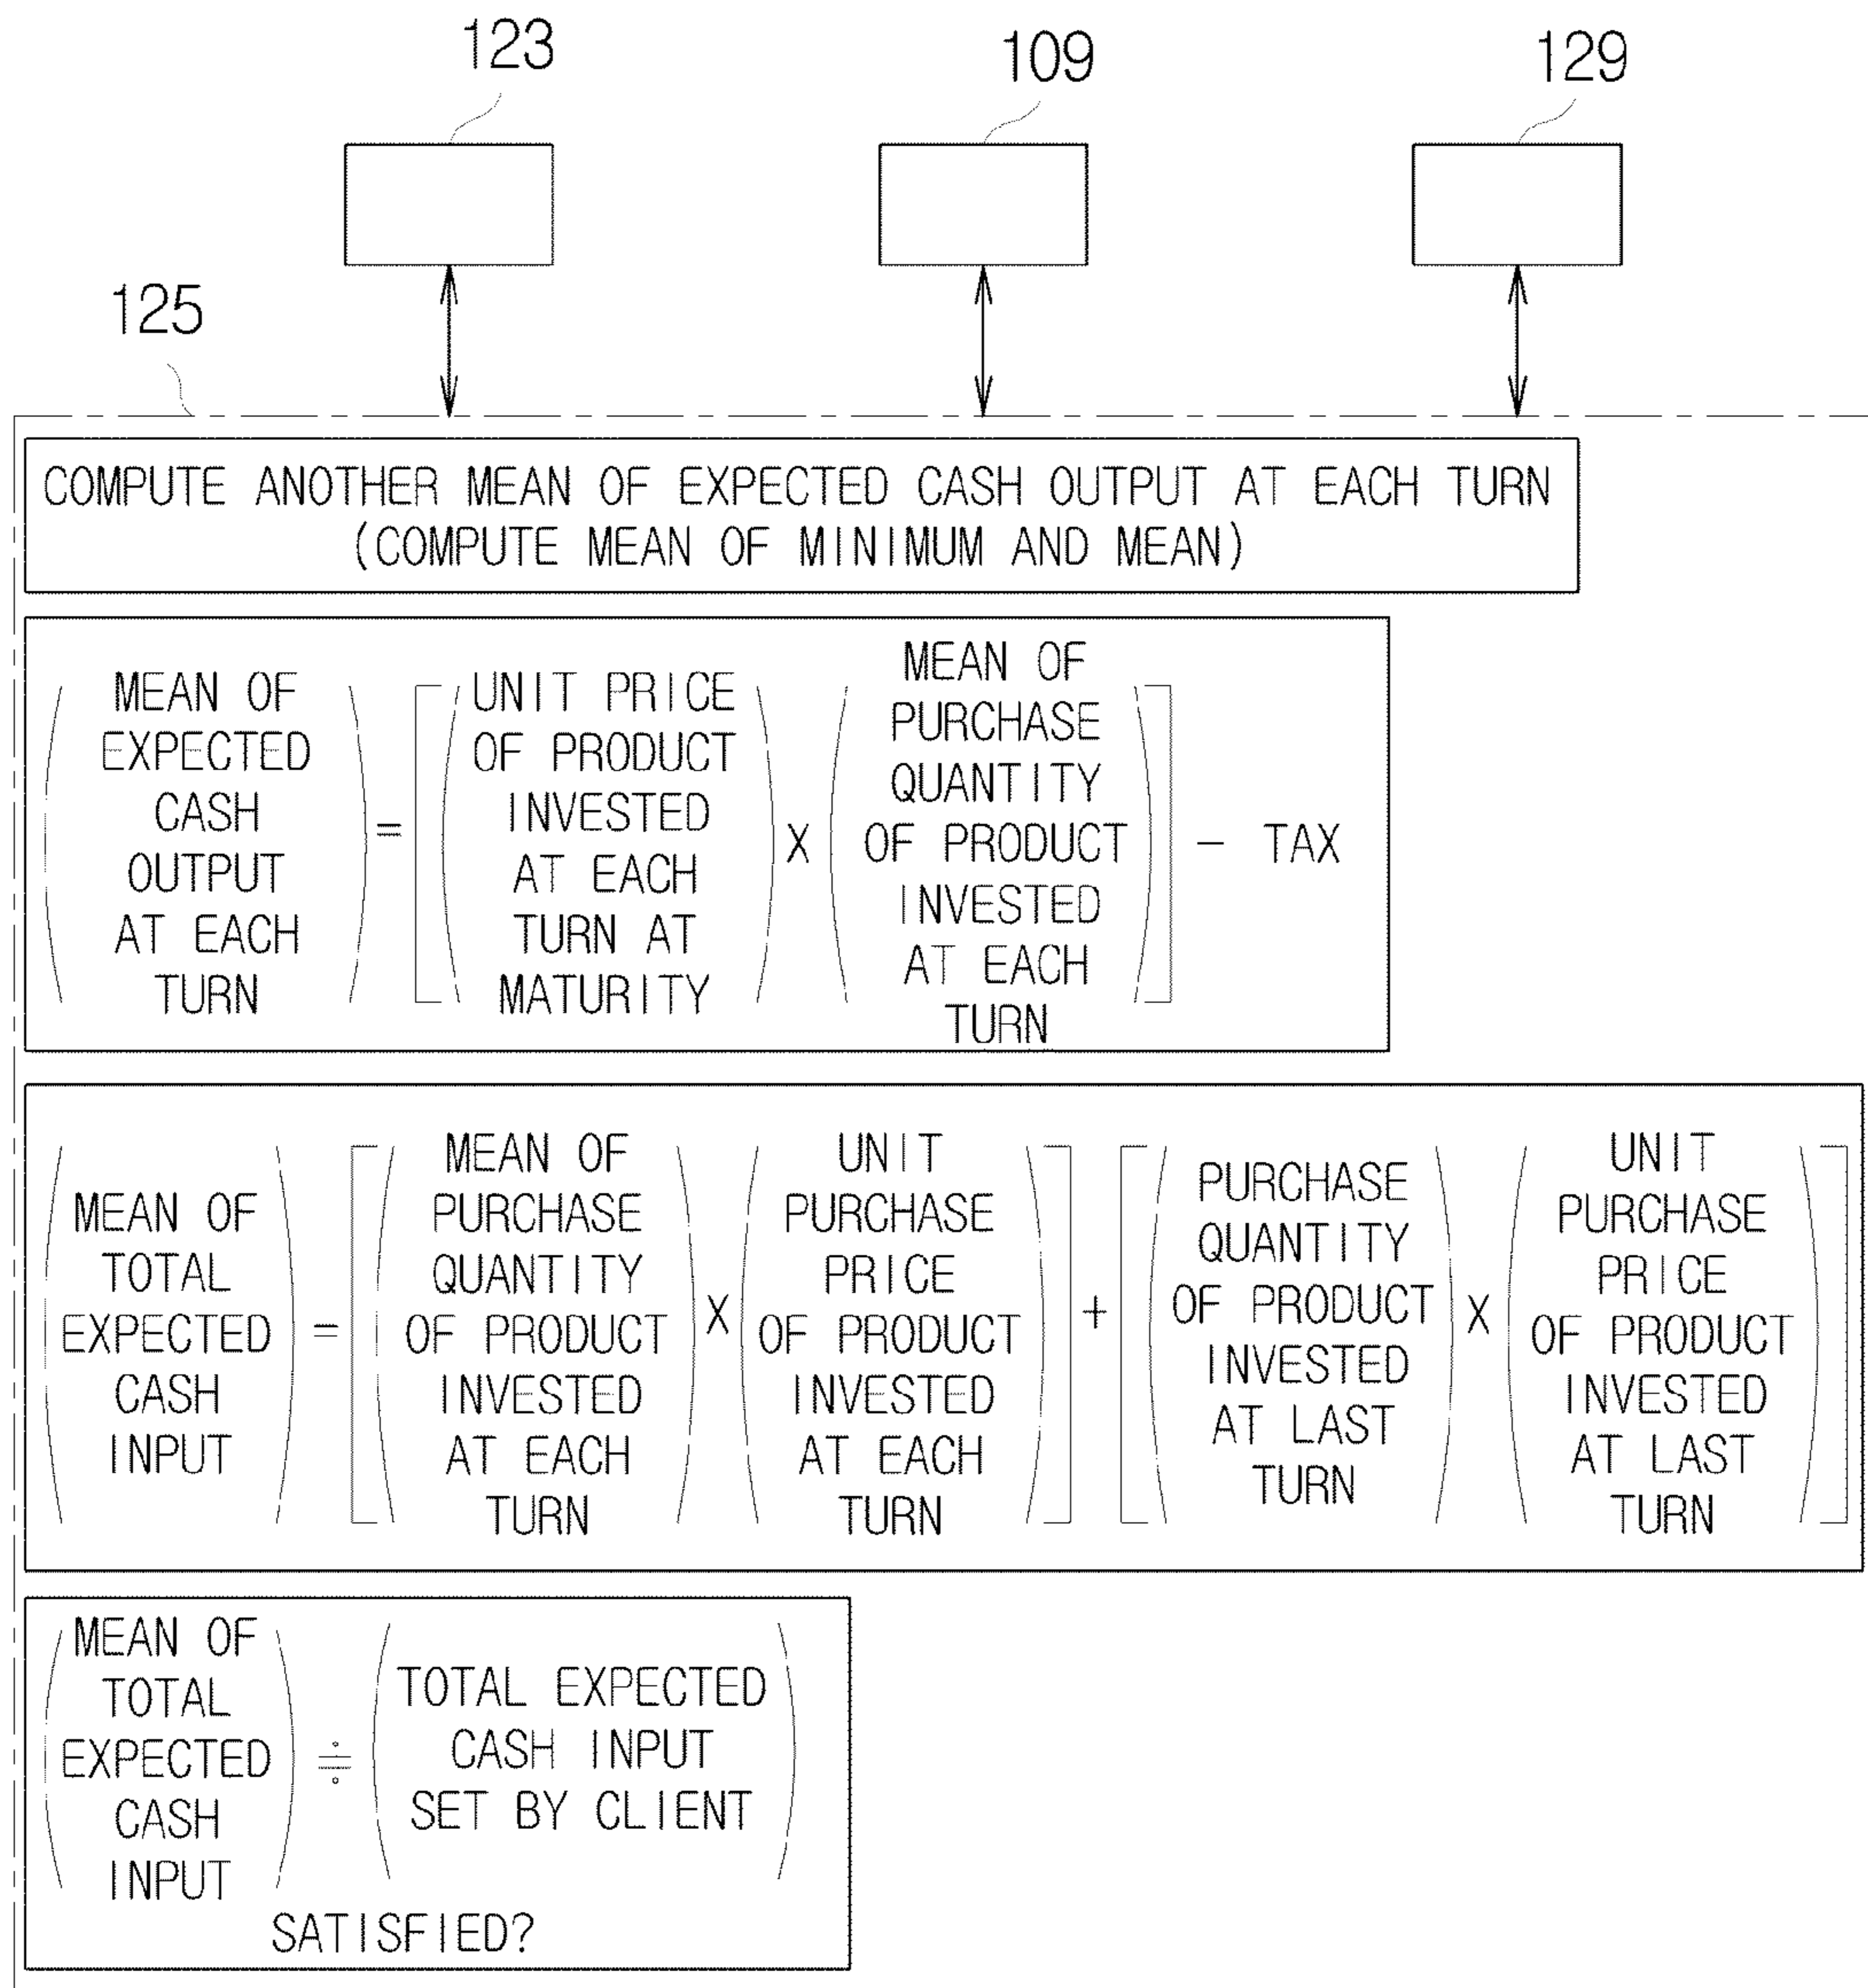 123
109
129
125
COMPUTE ANOTHER MEAN OF EXPECTED CASH OUTPUT AT EACH TURN
(COMPUTE MEAN OF MINIMUM AND MEAN)
MEAN OF
EXPECTED
CASH
OUTPUT
AT EACH
TURN
=
UNIT PRICE
OF PRODUCT
INVESTED
AT EACH
TURN AT
MATURITY
X
MEAN OF
PURCHASE
QUANTITY
OF PRODUCT
INVESTED
AT EACH
TURN
- TAX
MEAN OF
TOTAL
EXPECTED
CASH
INPUT
=
MEAN OF
PURCHASE
QUANTITY
OF PRODUCT
INVESTED
AT EACH
TURN
X
UNIT
PURCHASE
PRICE
OF PRODUCT
INVESTED
AT EACH
TURN
+
PURCHASE
QUANTITY
OF PRODUCT
INVESTED
AT LAST
TURN
X
UNIT
PURCHASE
PRICE
OF PRODUCT
INVESTED
AT LAST
TURN
MEAN OF
TOTAL
EXPECTED
CASH
INPUT
≑
TOTAL EXPECTED
CASH INPUT
SET BY CLIENT
SATISFIED?